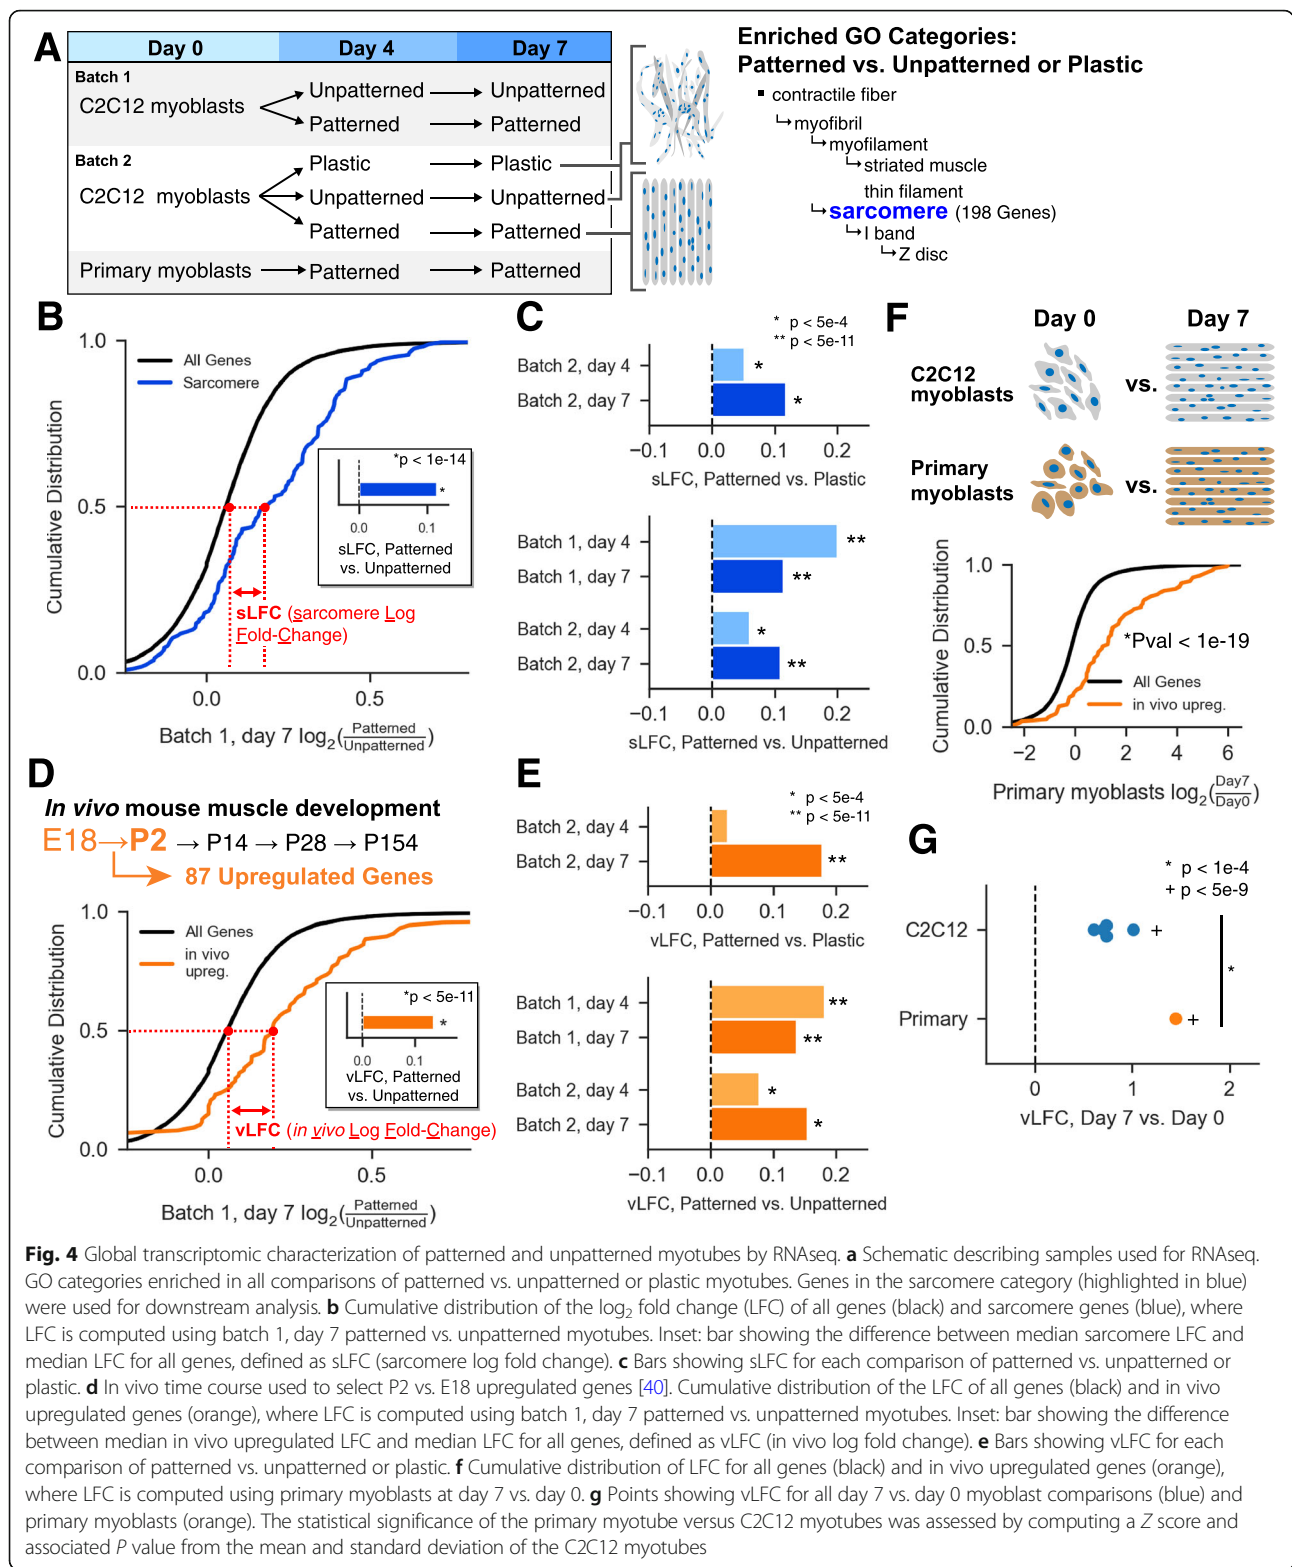 A
Day 0 Day 4 Day 7
Batch 1
C2C12 myoblasts
Unpatterned Unpatterned
Patterned Patterned
Batch 2
C2C12 myoblasts
Plastic Plastic
Unpatterned Unpatterned
Patterned Patterned
Primary myoblasts Patterned Patterned
Enriched GO Categories:
Patterned vs. Unpatterned or Plastic
▪ contractile fiber
↳myofibril
↳myofilament
↳striated muscle
thin filament
↳sarcomere (198 Genes)
↳I band
↳Z disc
B
1.0
0.5
0.0
Cumulative Distribution
All Genes
Sarcomere
*p < 1e-14
*
0.0 0.1
sLFC, Patterned
vs. Unpatterned
sLFC (sarcomere Log
Fold-Change)
0.0 0.5
Batch 1, day 7 log2(Patterned/Unpatterned)
C
* p < 5e-4
** p < 5e-11
Batch 2, day 4 *
Batch 2, day 7 *
−0.1 0.0 0.1 0.2
sLFC, Patterned vs. Plastic
Batch 1, day 4 **
Batch 1, day 7 **
Batch 2, day 4 *
Batch 2, day 7 **
−0.1 0.0 0.1 0.2
sLFC, Patterned vs. Unpatterned
D
In vivo mouse muscle development
E18→P2 → P14 → P28 → P154
87 Upregulated Genes
1.0
0.5
0.0
Cumulative Distribution
All Genes
in vivo
upreg.
*p < 5e-11
*
0.0 0.1
vLFC, Patterned
vs. Unpatterned
vLFC (in vivo Log Fold-Change)
0.0 0.5
Batch 1, day 7 log2(Patterned/Unpatterned)
E
* p < 5e-4
** p < 5e-11
Batch 2, day 4
Batch 2, day 7 **
−0.1 0.0 0.1 0.2
vLFC, Patterned vs. Plastic
Batch 1, day 4 **
Batch 1, day 7 **
Batch 2, day 4 *
Batch 2, day 7 *
−0.1 0.0 0.1 0.2
vLFC, Patterned vs. Unpatterned
F
Day 0 Day 7
C2C12
myoblasts
vs.
Primary
myoblasts
vs.
1.0
0.5
0.0
Cumulative Distribution
*Pval < 1e-19
All Genes
in vivo upreg.
−2 0 2 4 6
Primary myoblasts log2(Day7/Day0)
G
* p < 1e-4
+ p < 5e-9
C2C12 +
*
Primary +
0 1 2
vLFC, Day 7 vs. Day 0
Fig. 4 Global transcriptomic characterization of patterned and unpatterned myotubes by RNAseq. a Schematic describing samples used for RNAseq.
GO categories enriched in all comparisons of patterned vs. unpatterned or plastic myotubes. Genes in the sarcomere category (highlighted in blue)
were used for downstream analysis. b Cumulative distribution of the log2 fold change (LFC) of all genes (black) and sarcomere genes (blue), where
LFC is computed using batch 1, day 7 patterned vs. unpatterned myotubes. Inset: bar showing the difference between median sarcomere LFC and
median LFC for all genes, defined as sLFC (sarcomere log fold change). c Bars showing sLFC for each comparison of patterned vs. unpatterned or
plastic. d In vivo time course used to select P2 vs. E18 upregulated genes [40]. Cumulative distribution of the LFC of all genes (black) and in vivo
upregulated genes (orange), where LFC is computed using batch 1, day 7 patterned vs. unpatterned myotubes. Inset: bar showing the difference
between median in vivo upregulated LFC and median LFC for all genes, defined as vLFC (in vivo log fold change). e Bars showing vLFC for each
comparison of patterned vs. unpatterned or plastic. f Cumulative distribution of LFC for all genes (black) and in vivo upregulated genes (orange),
where LFC is computed using primary myoblasts at day 7 vs. day 0. g Points showing vLFC for all day 7 vs. day 0 myoblast comparisons (blue) and
primary myoblasts (orange). The statistical significance of the primary myotube versus C2C12 myotubes was assessed by computing a Z score and
associated P value from the mean and standard deviation of the C2C12 myotubes